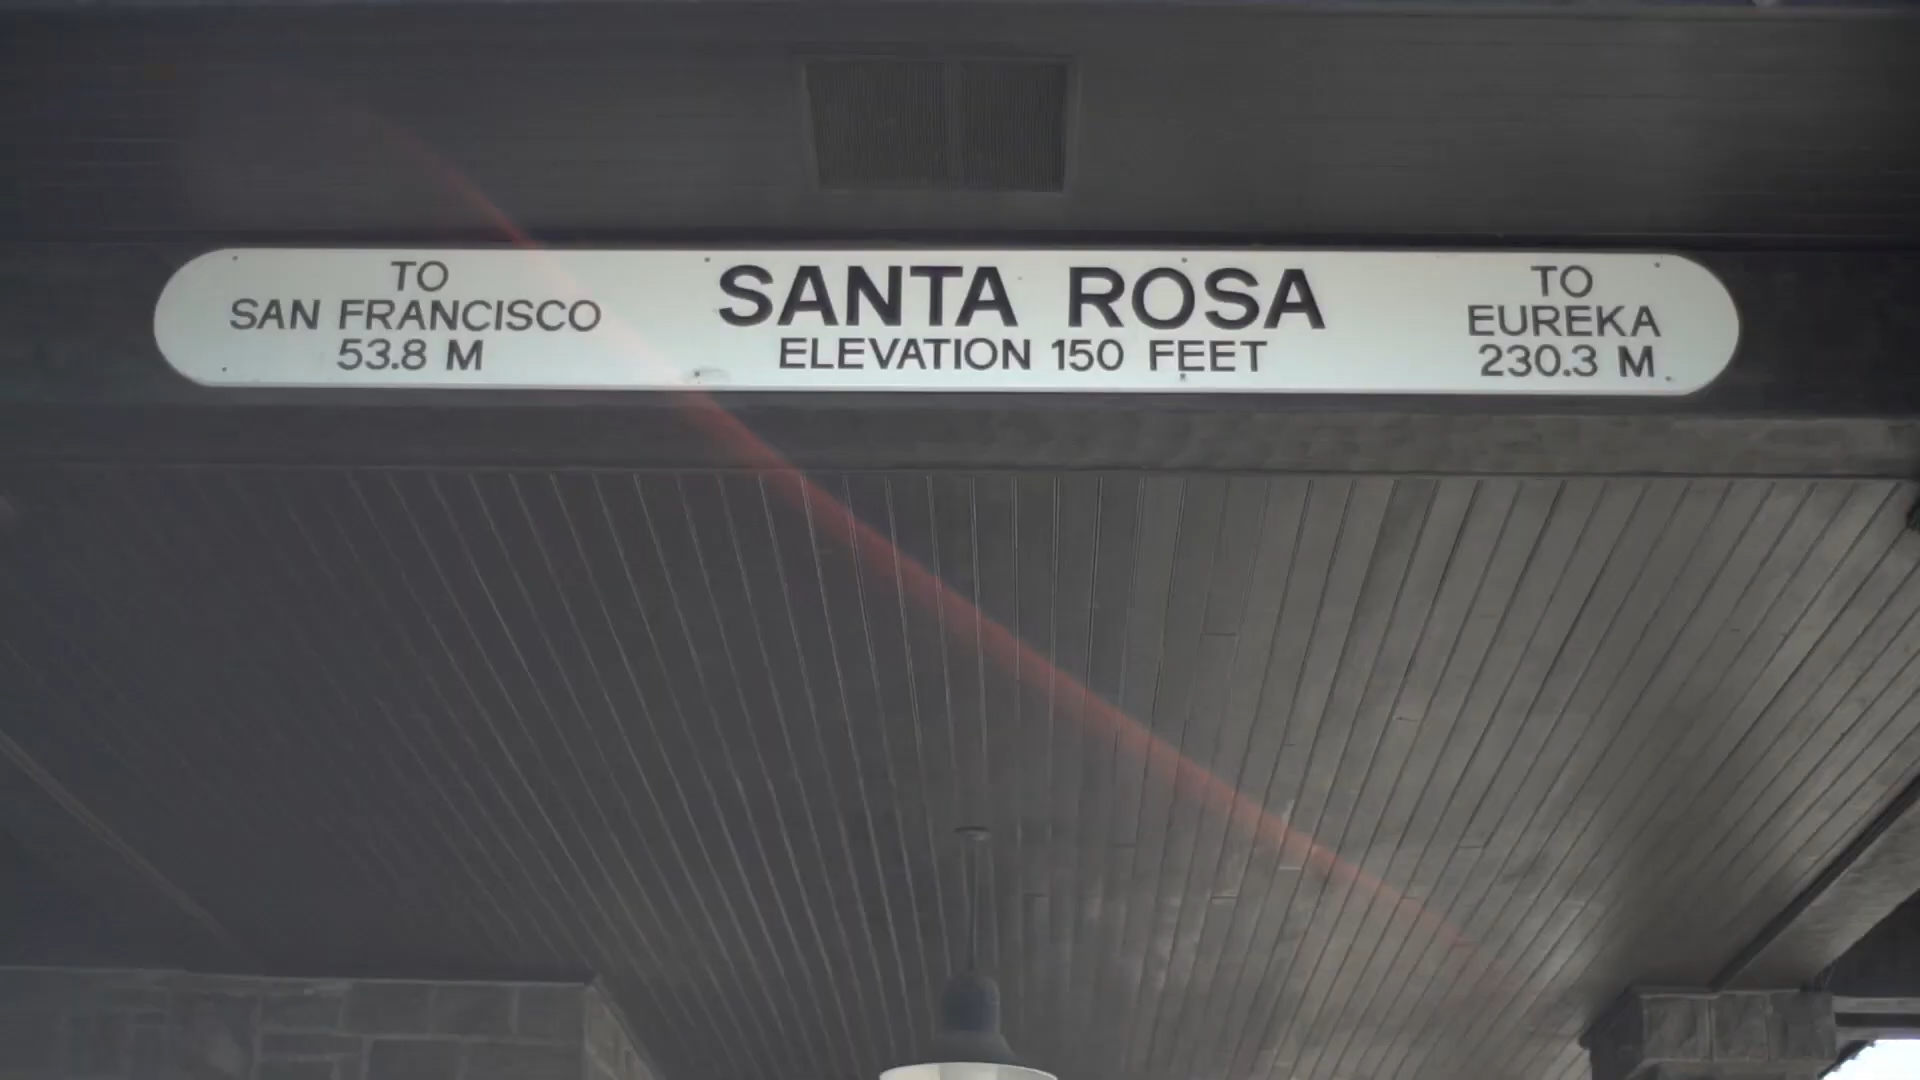 TO
SAN FRANCISCO
53.8 M
SANTA ROSA
ELEVATION 150 FEET
TO
EUREKA
230.3 M.